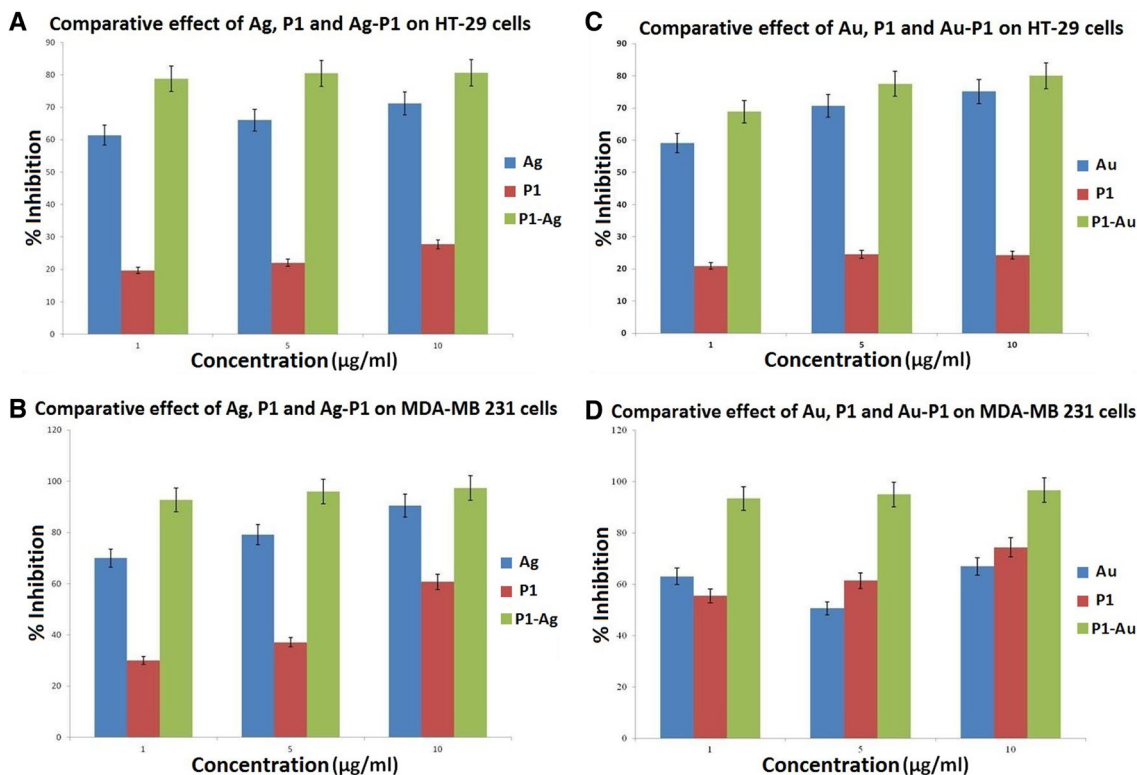 A
Comparative effect of Ag, P1 and Ag-P1 on HT-29 cells
% Inhibition
90
80
70
60
50
40
30
20
10
0
1
5
10
Concentration (µg/ml)
Ag
P1
P1-Ag
C
Comparative effect of Au, P1 and Au-P1 on HT-29 cells
% Inhibition
90
80
70
60
50
40
30
20
10
0
1
5
10
Concentration (µg/ml)
Au
P1
P1-Au
B
Comparative effect of Ag, P1 and Ag-P1 on MDA-MB 231 cells
% Inhibition
120
100
80
60
40
20
0
1
5
10
Concentration (µg/ml)
Ag
P1
P1-Ag
D
Comparative effect of Au, P1 and Au-P1 on MDA-MB 231 cells
% Inhibition
120
100
80
60
40
20
0
1
5
10
Concentration (µg/ml)
Au
P1
P1-Au